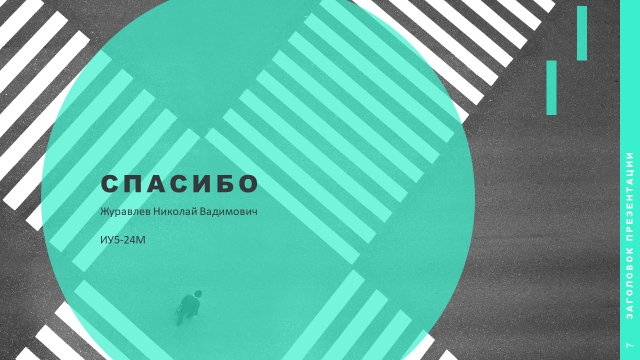 СПАСИБО
Журавлев Николай Вадимович
ИУ5-24М
7 ЗАГОЛОВОК ПРЕЗЕНТАЦИИ